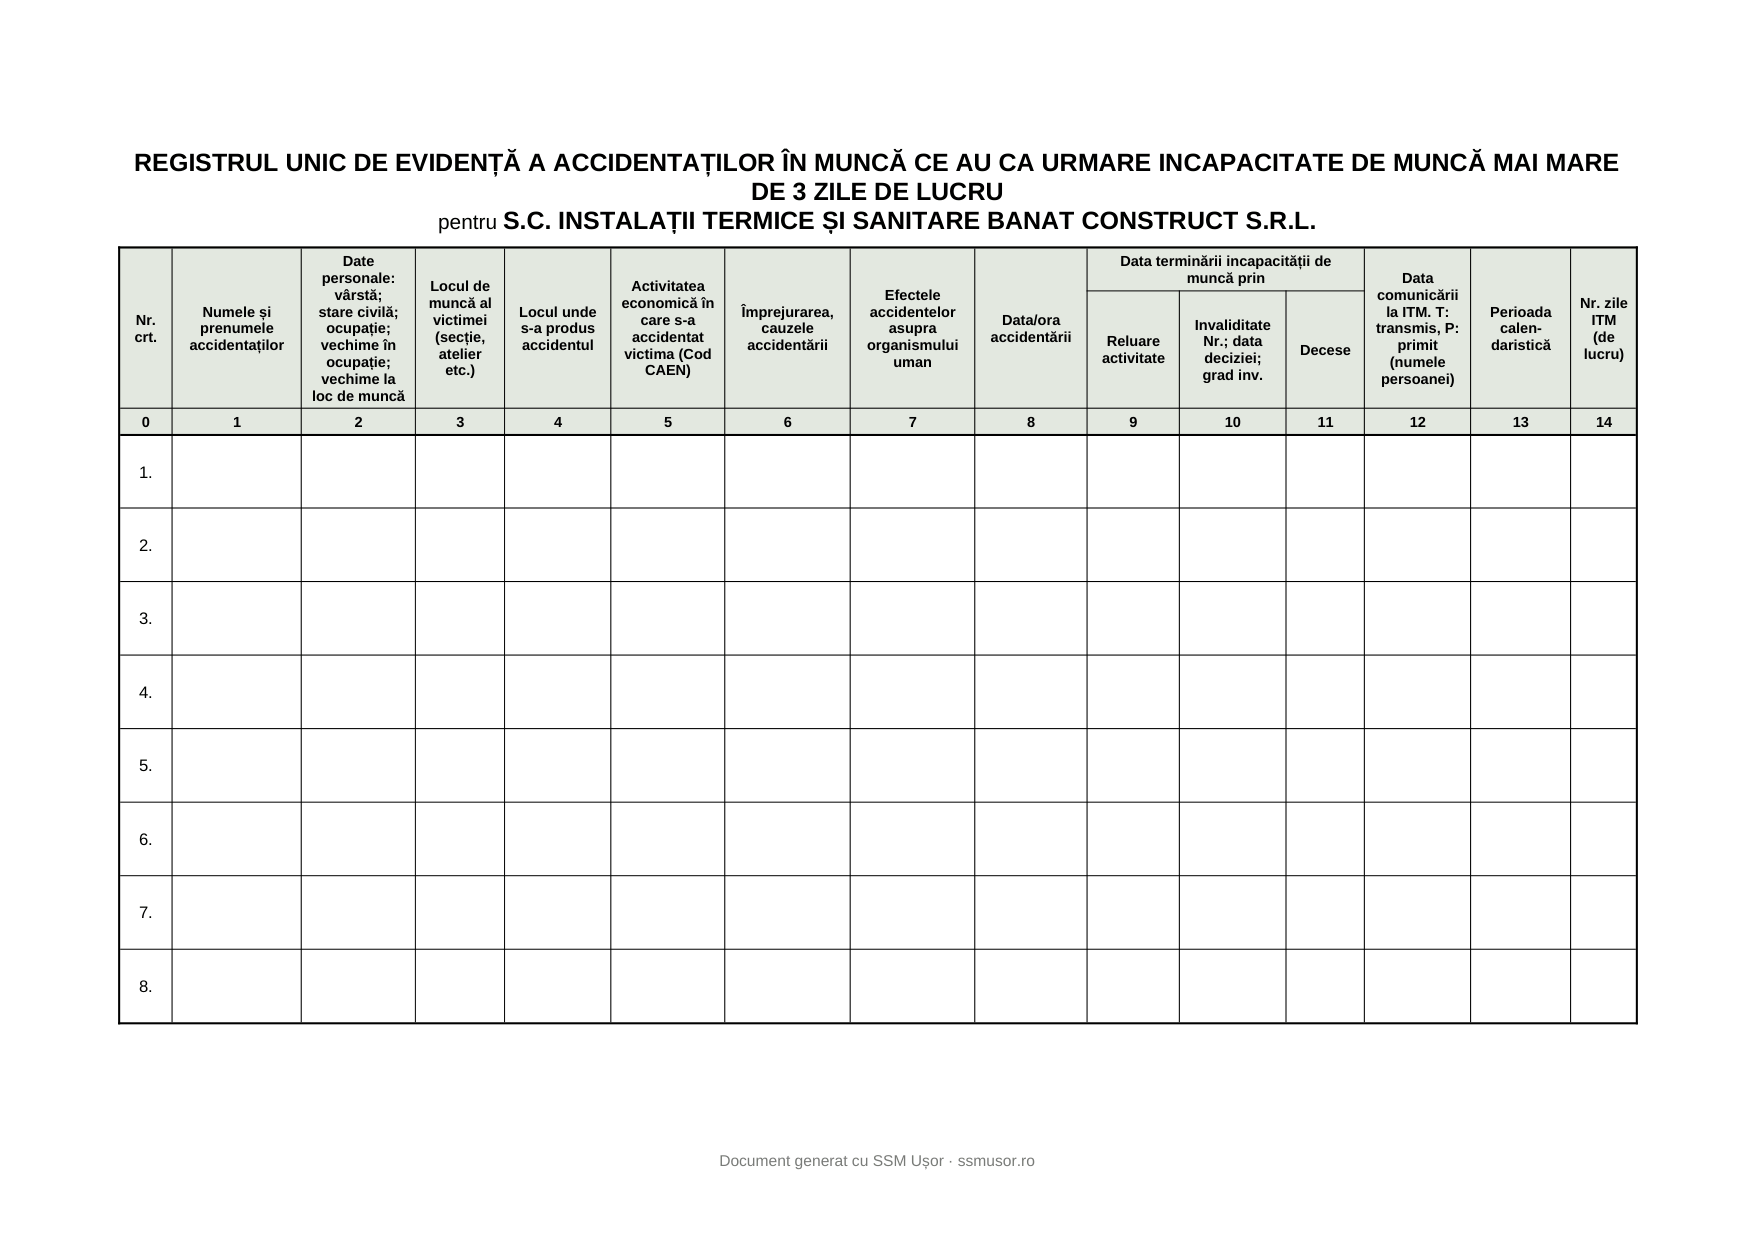 REGISTRUL UNIC DE EVIDENȚĂ A ACCIDENTAȚILOR ÎN MUNCĂ CE AU CA URMARE INCAPACITATE DE MUNCĂ MAI MARE
DE 3 ZILE DE LUCRU
pentru S.C. INSTALAȚII TERMICE ȘI SANITARE BANAT CONSTRUCT S.R.L.
Nr.
crt.
Numele și
prenumele
accidentaților
Date
personale:
vârstă;
stare civilă;
ocupație;
vechime în
ocupație;
vechime la
loc de muncă
Locul de
muncă al
victimei
(secție,
atelier
etc.)
Locul unde
s-a produs
accidentul
Activitatea
economică în
care s-a
accidentat
victima (Cod
CAEN)
Împrejurarea,
cauzele
accidentării
Efectele
accidentelor
asupra
organismului
uman
Data/ora
accidentării
Data terminării incapacității de
muncă prin
Reluare
activitate
Invaliditate
Nr.; data
deciziei;
grad inv.
Decese
Data
comunicării
la ITM. T:
transmis, P:
primit
(numele
persoanei)
Perioada
calen-
daristică
Nr. zile
ITM
(de
lucru)
0 1 2 3 4 5 6 7 8 9 10 11 12 13 14
1.
2.
3.
4.
5.
6.
7.
8.
Document generat cu SSM Ușor · ssmusor.ro